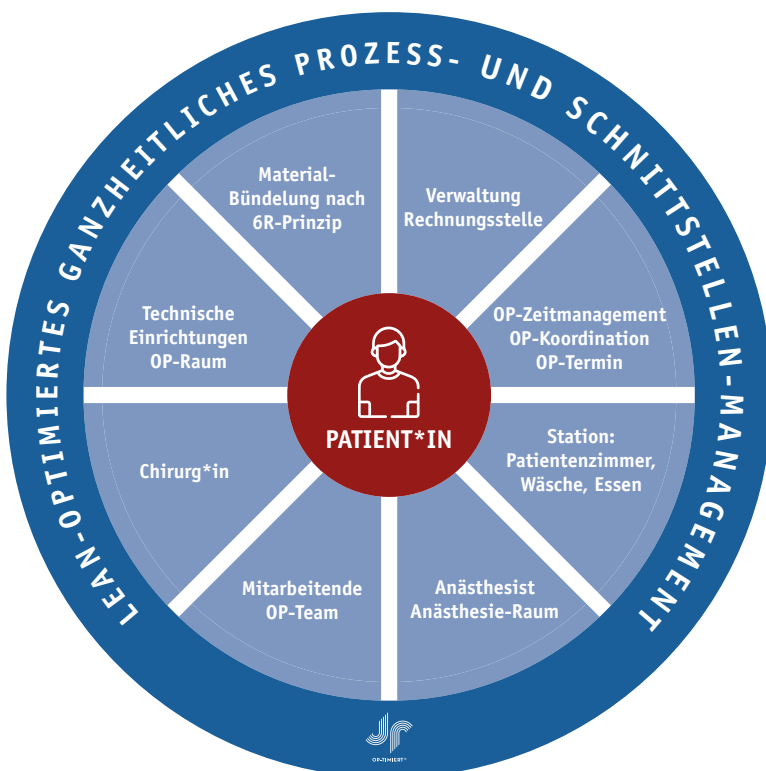 LEAN-OPTIMIERTES GANZHEITLICHES PROZESS- UND SCHNITTSTELLEN-MANAGEMENT
Material-
Bündelung nach
6R-Prinzip
Verwaltung
Rechnungsstelle
Technische
Einrichtungen
OP-Raum
OP-Zeitmanagement
OP-Koordination
OP-Termin
PATIENT*IN
Chirurg*in
Station:
Patientenzimmer,
Wäsche, Essen
Mitarbeitende
OP-Team
Anästhesist
Anästhesie-Raum
OP-TIMIERT®